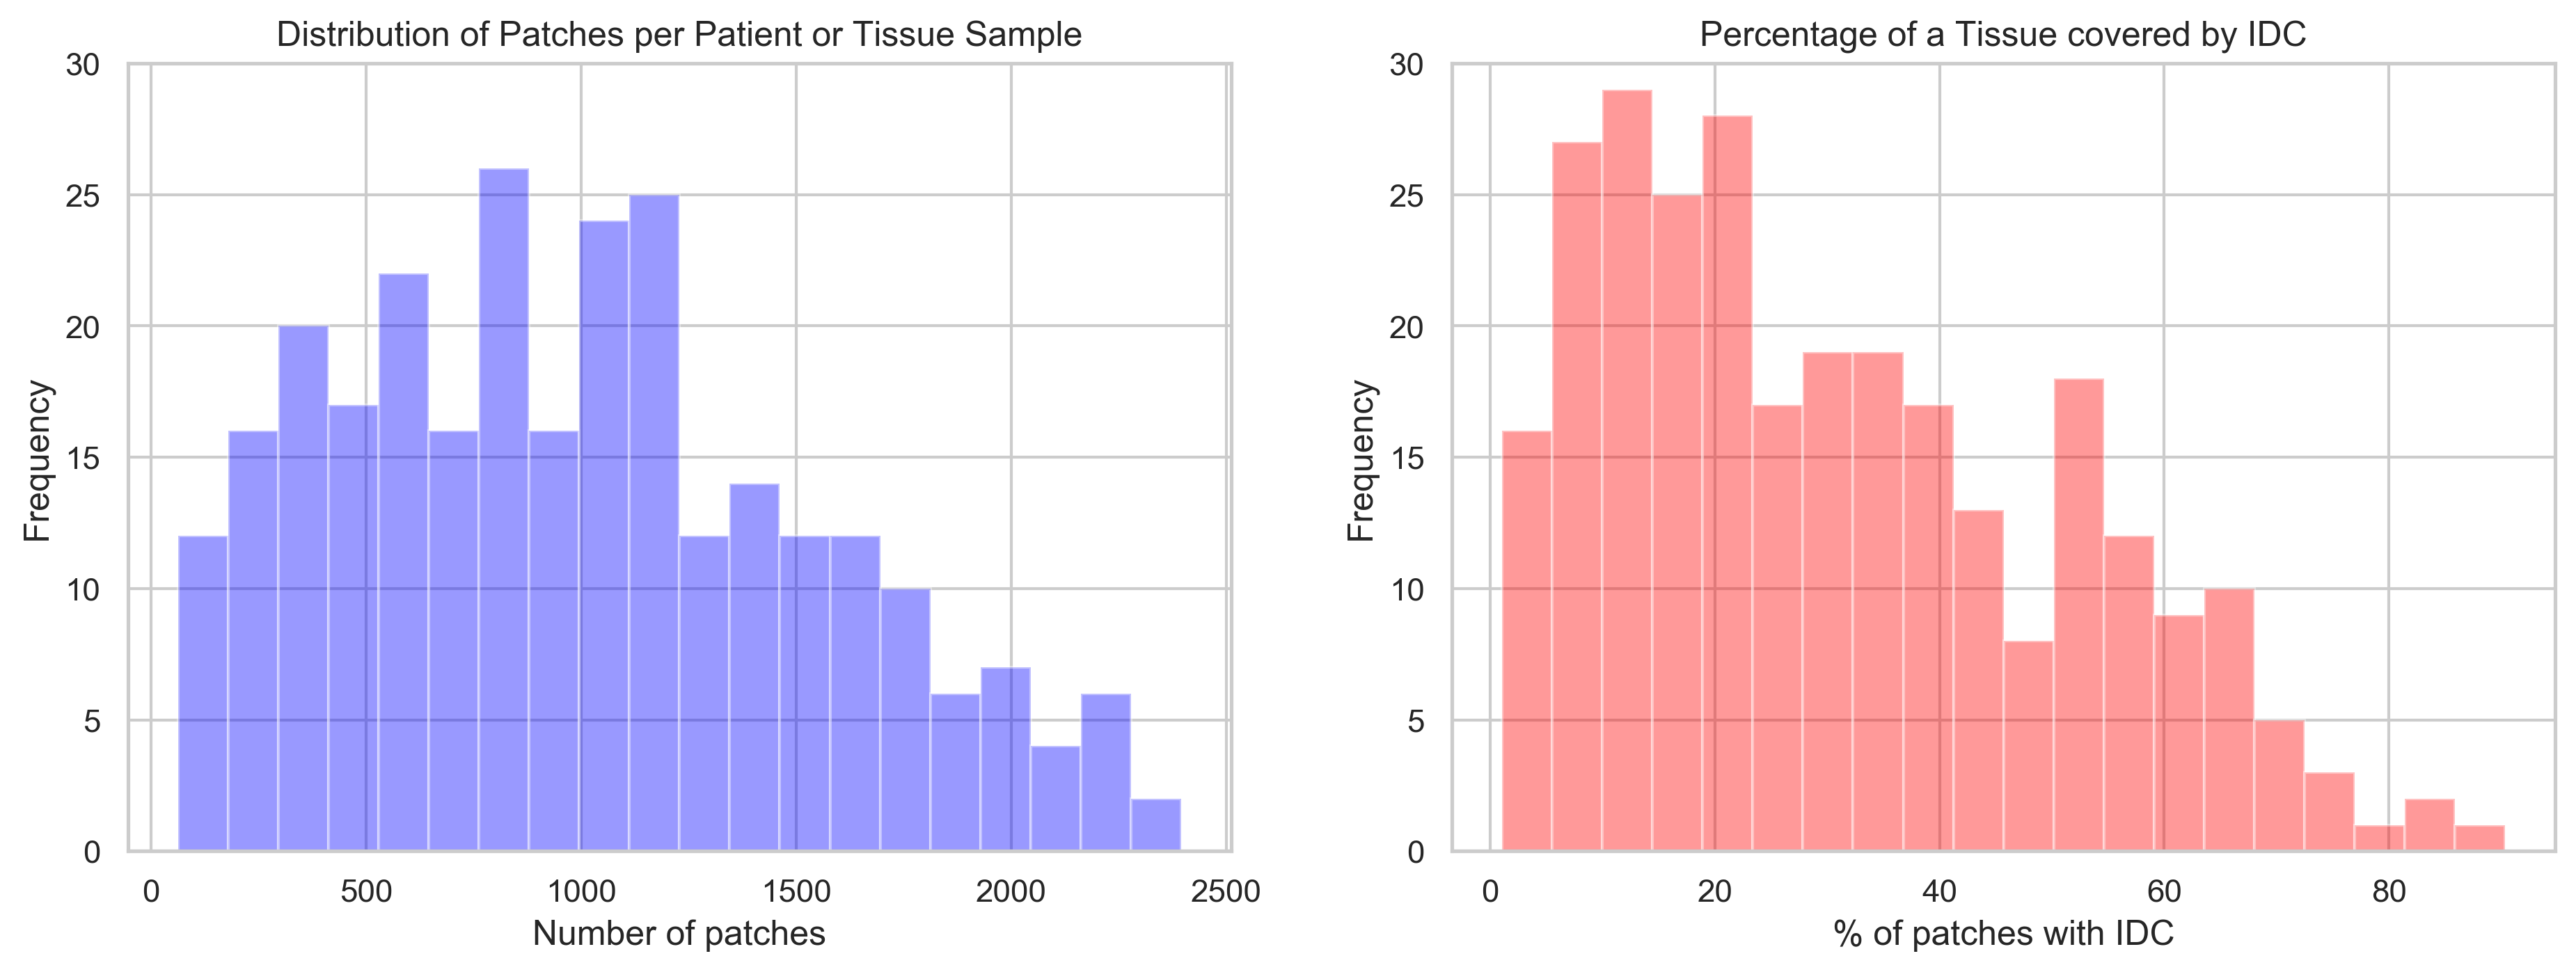 Distribution of Patches per Patient or Tissue Sample
30
25
20
15
10
5
0
Frequency
0 500 1000 1500 2000 2500
Number of patches
Percentage of a Tissue covered by IDC
30
25
20
15
10
5
0
Frequency
0 20 40 60 80
% of patches with IDC